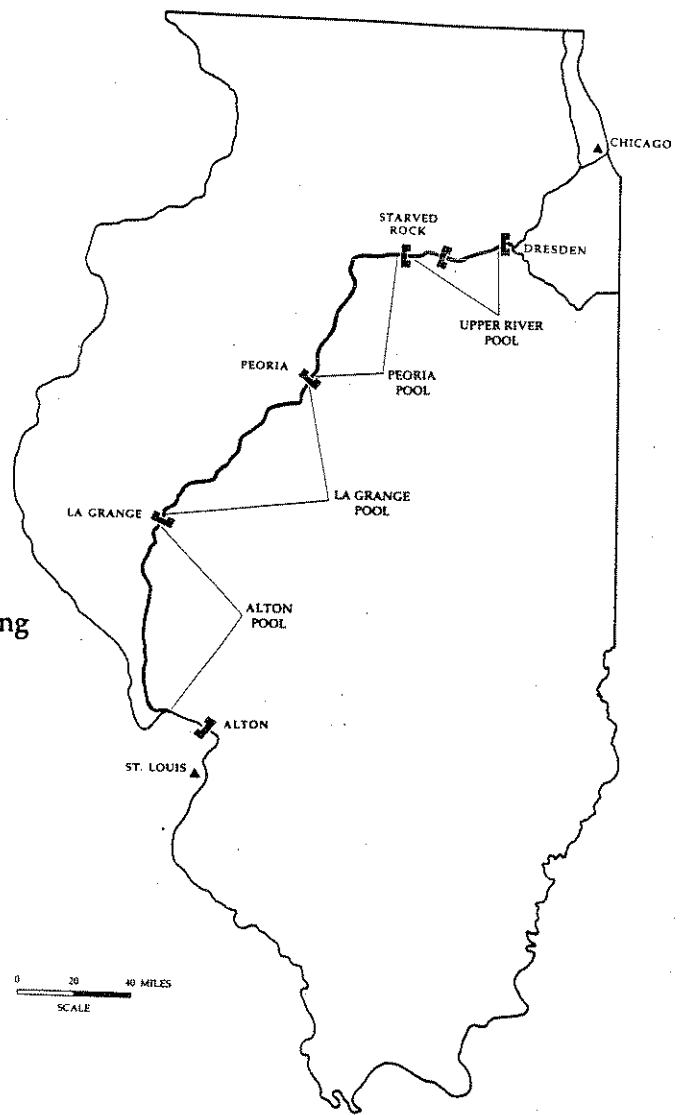 CHICAGO
STARVED
ROCK
DRESDEN
UPPER RIVER
POOL
PEORIA
PEORIA
POOL
LA GRANGE
POOL
LA GRANGE
ALTON
POOL
ng
ALTON
ST. LOUIS
0 20 40 MILES
SCALE